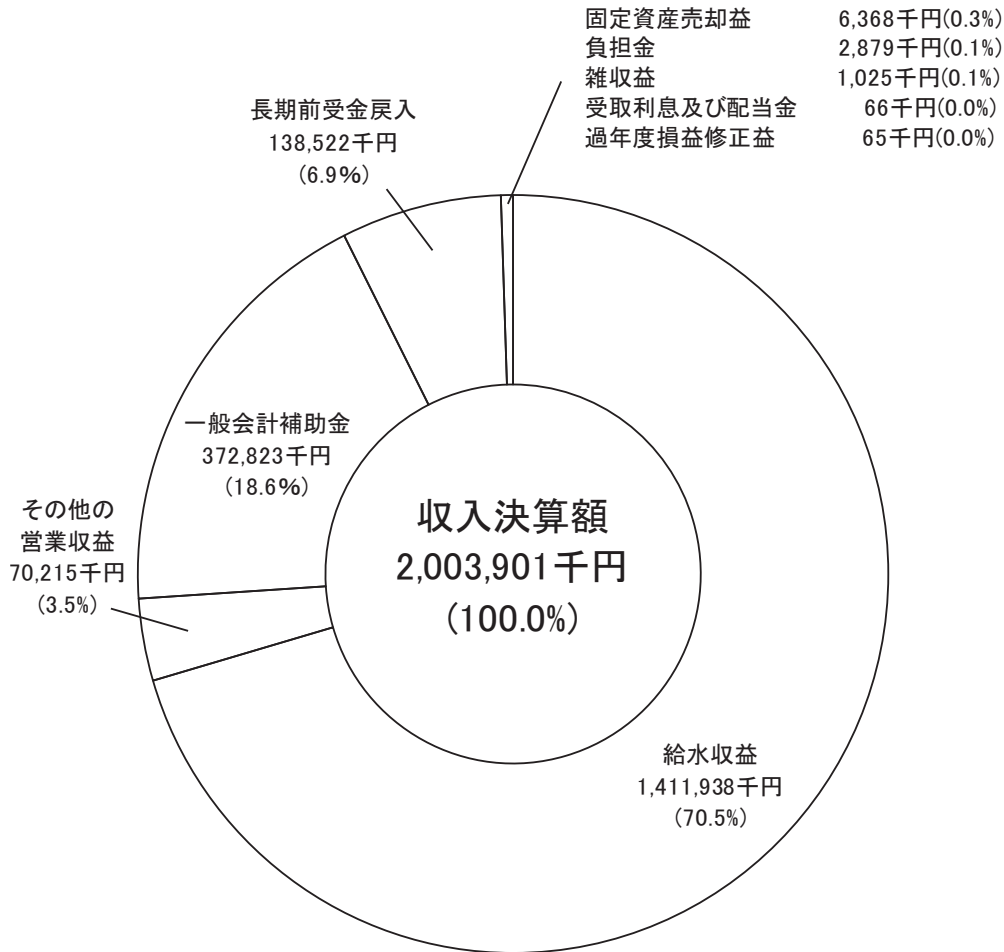 固定資産売却益 6,368千円(0.3%)
負担金 2,879千円(0.1%)
雑収益 1,025千円(0.1%)
受取利息及び配当金 66千円(0.0%)
過年度損益修正益 65千円(0.0%)
長期前受金戻入
138,522千円
(6.9%)
一般会計補助金
372,823千円
(18.6%)
その他の
営業収益
70,215千円
(3.5%)
収入決算額
2,003,901千円
(100.0%)
給水収益
1,411,938千円
(70.5%)